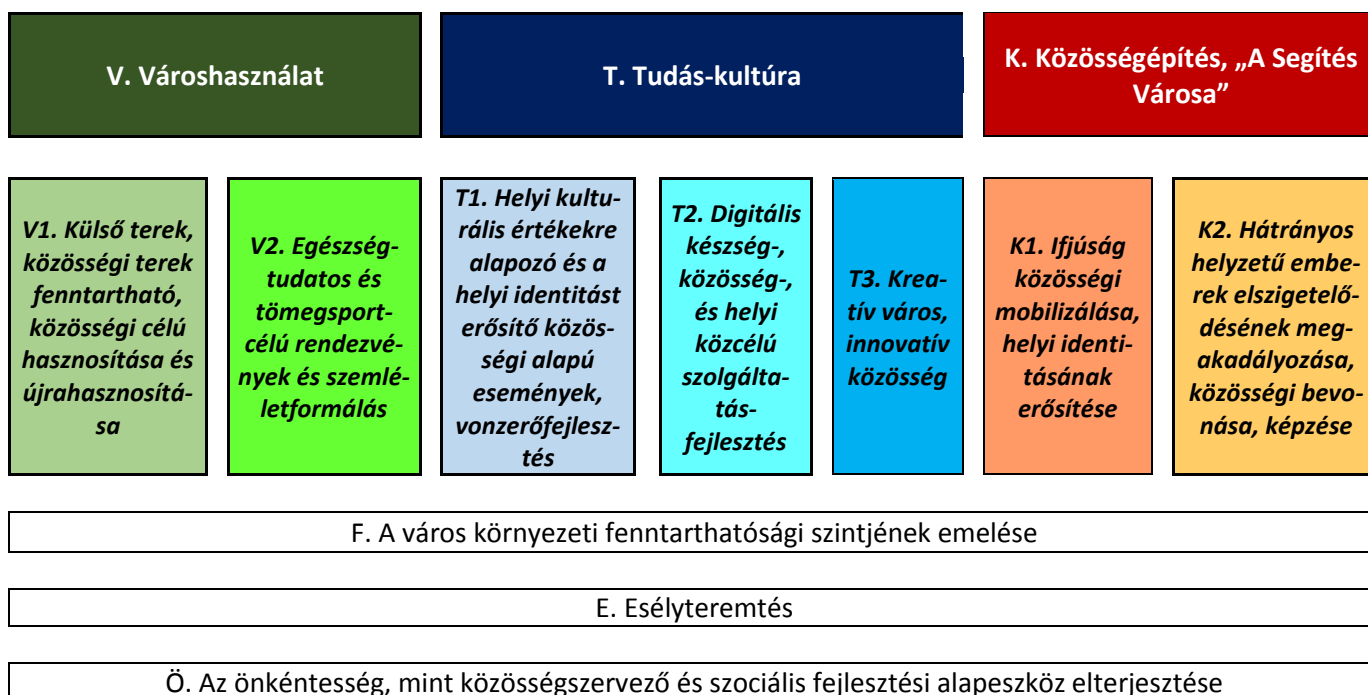 V. Városhasználat
T. Tudás-kultúra
K. Közösségépítés, „A Segítés
Városa”
V1. Külső terek,
közösségi terek
fenntartható,
közösségi célú
hasznosítása és
újrahasznosítá-
sa
V2. Egészség-
tudatos és
tömegsport-
célú rendezvé-
nyek és szemlé-
letformálás
T1. Helyi kultu-
rális értékekre
alapozó és a
helyi identitást
erősítő közös-
ségi alapú
események,
vonzerőfejlesz-
tés
T2. Digitális
készség-,
közösség-,
és helyi
közcélú
szolgálta-
tás-
fejlesztés
T3. Krea-
tív város,
innovatív
közösség
K1. Ifjúság
közösségi
mobilizálása,
helyi identi-
tásának
erősítése
K2. Hátrányos
helyzetű embe-
rek elszigetelő-
désének meg-
akadályozása,
közösségi bevo-
nása, képzése
F. A város környezeti fenntarthatósági szintjének emelése
E. Esélyteremtés
Ö. Az önkéntesség, mint közösségszervező és szociális fejlesztési alapeszköz elterjesztése